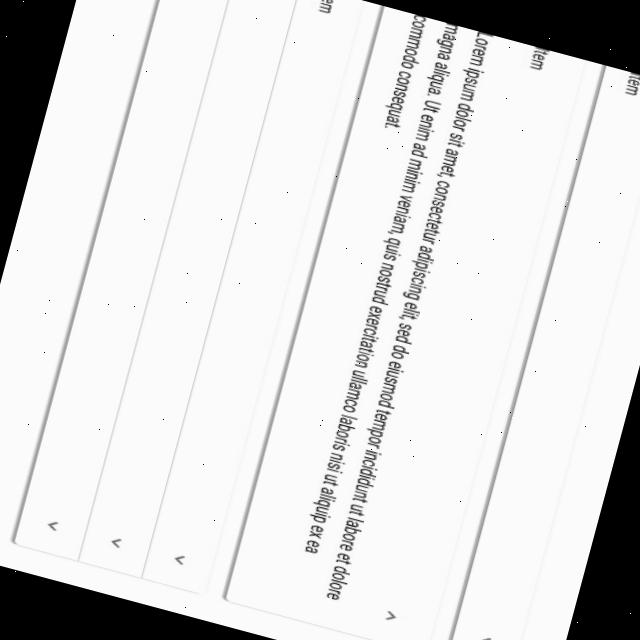 tem
tem
Lorem ipsum dolor sit amet, consectetur adipiscing elit, sed do eiusmod tempor incididunt ut labore et dolore
magna aliqua. Ut enim ad minim veniam, quis nostrud exercitation ullamco laboris nisi ut aliquip ex ea
commodo consequat.
em